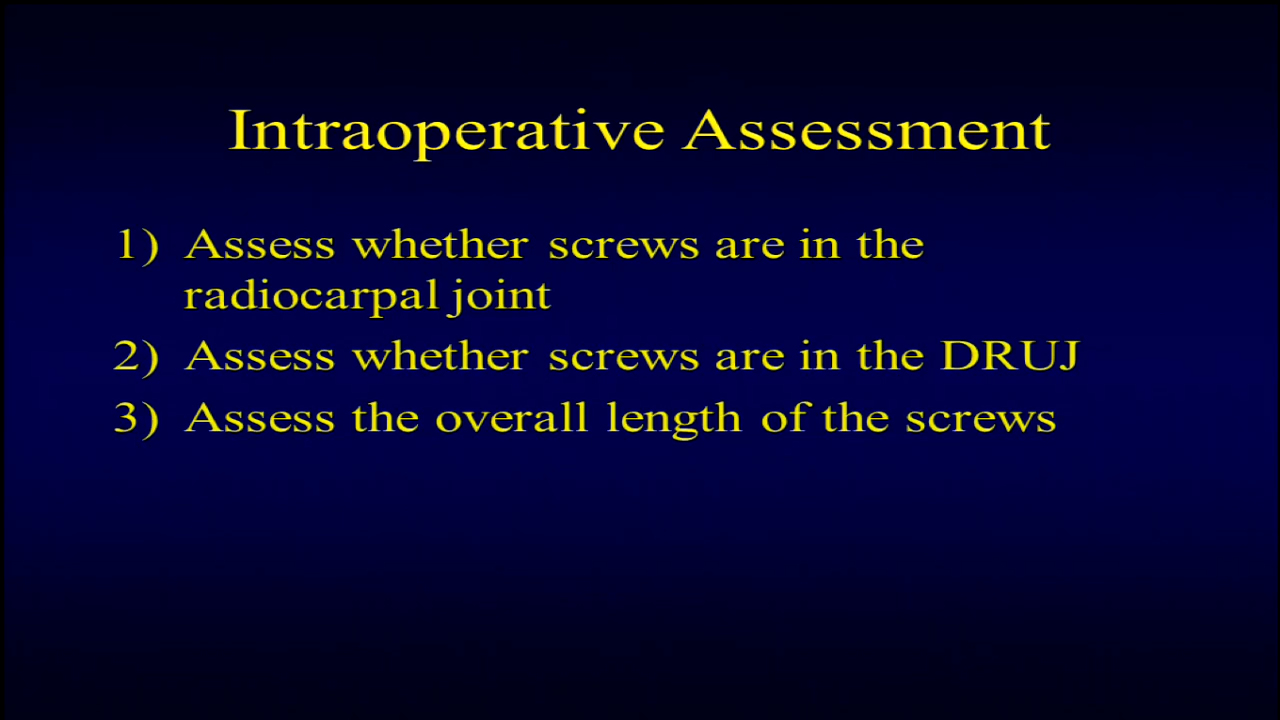 Intraoperative Assessment
1) Assess whether screws are in the
radiocarpal joint
2) Assess whether screws are in the DRUJ
3) Assess the overall length of the screws